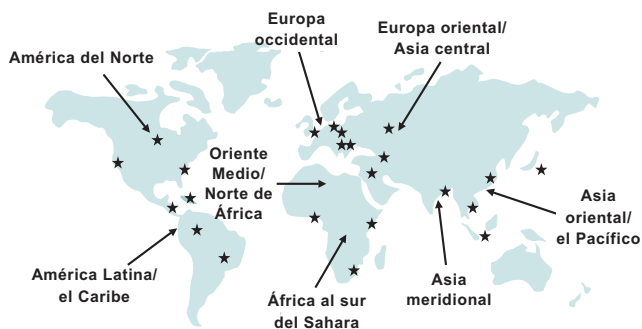 Europa
occidental
Europa oriental/
Asia central
América del Norte
Oriente
Medio/
Norte de
África
Asia
oriental/
el Pacífico
América Latina/
el Caribe
África al sur
del Sahara
Asia
meridional